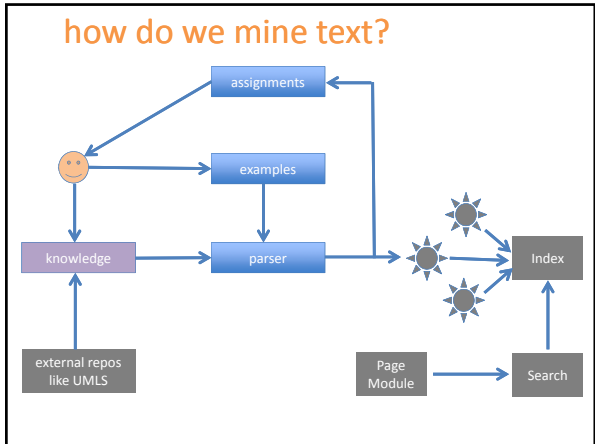 how do we mine text?
assignments
examples
knowledge
parser
Index
external repos
like UMLS
Page
Module
Search